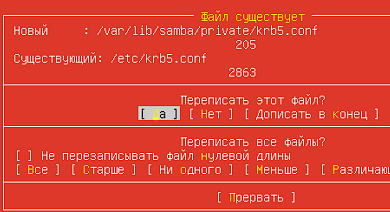 Файл существует
Новый : /var/lib/samba/private/krb5.conf
205
Существующий: /etc/krb5.conf
2863
Переписать этот файл?
[ Да ] [ Нет ] [ Дописать в конец ]
Переписать все файлы?
[ ] Не перезаписывать файл нулевой длины
[ Все ] [ Старше ] [ Ни одного ] [ Меньше ] [ Различаю
[ Прервать ]